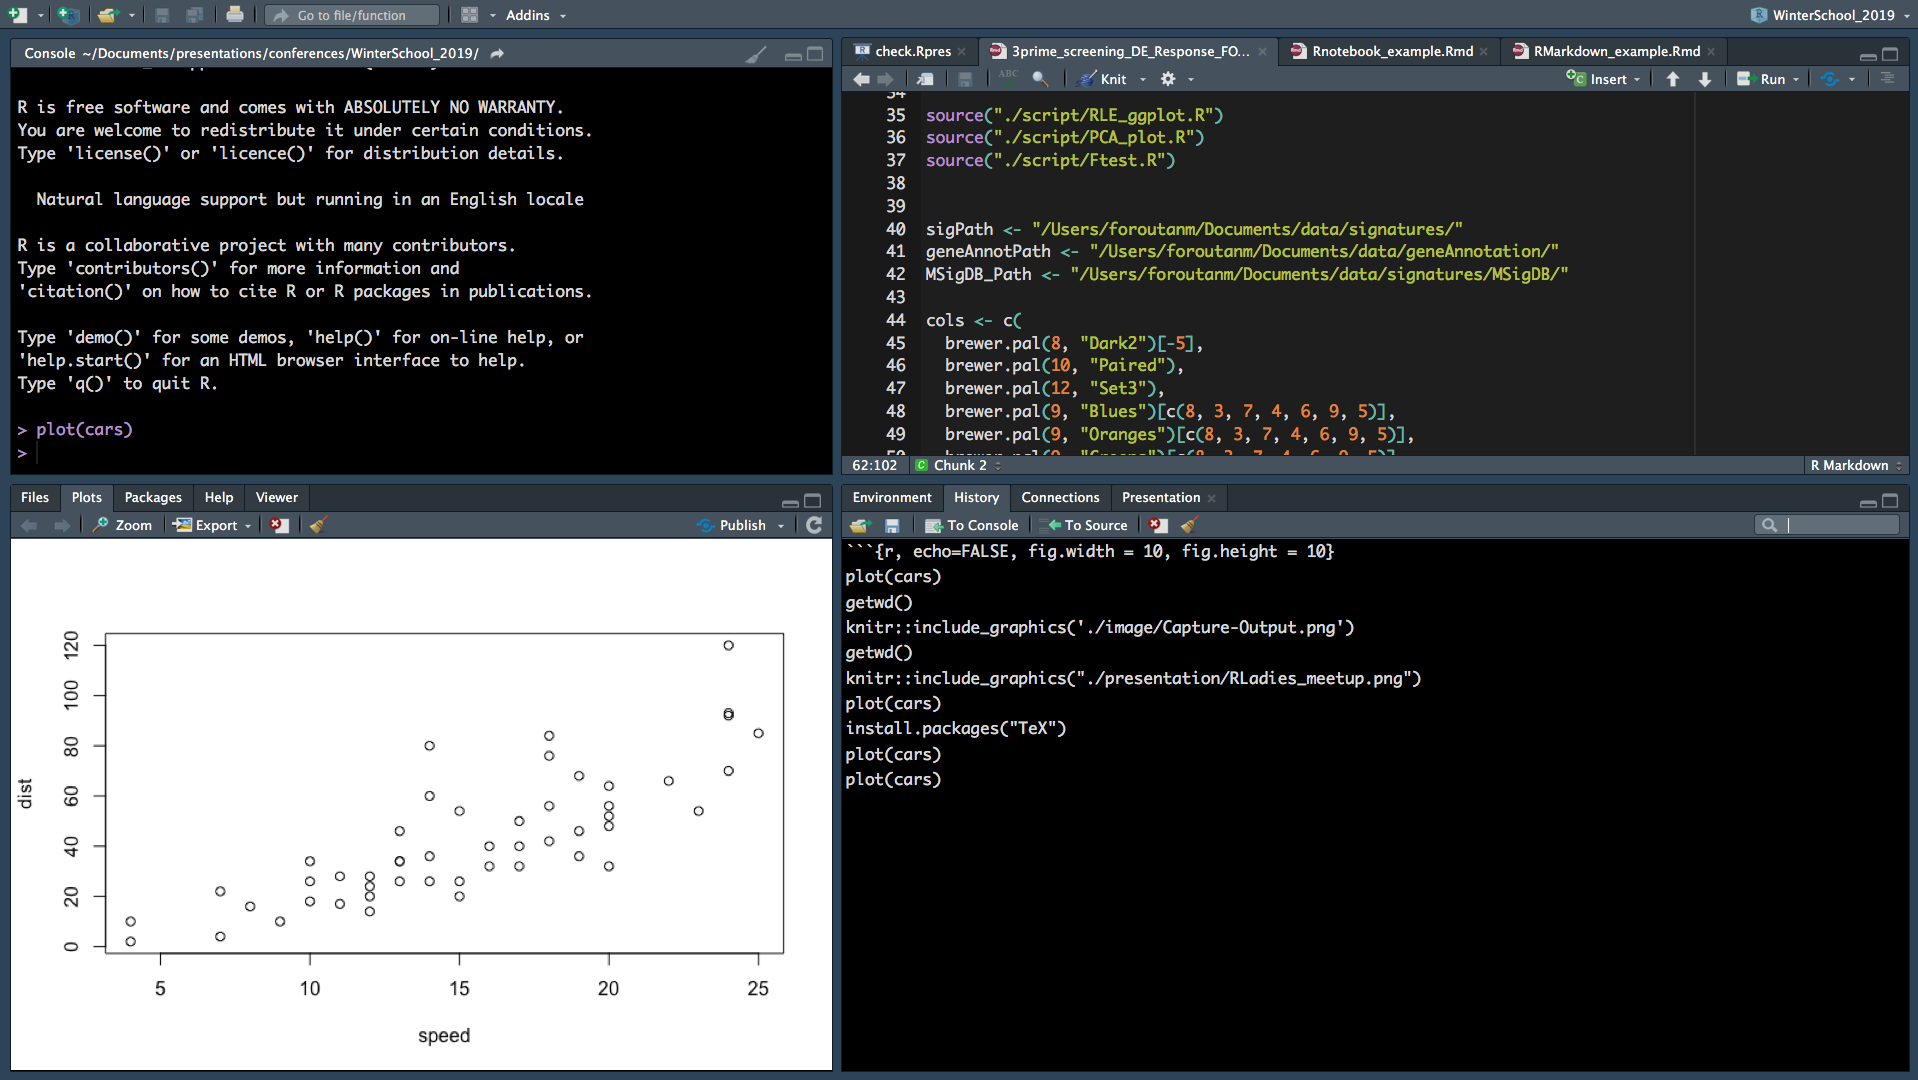 Go to file/function
Addins
WinterSchool_2019
Console ~/Documents/presentations/conferences/WinterSchool_2019/
R is free software and comes with ABSOLUTELY NO WARRANTY.
You are welcome to redistribute it under certain conditions.
Type 'license()' or 'licence()' for distribution details.
Natural language support but running in an English locale
R is a collaborative project with many contributors.
Type 'contributors()' for more information and
'citation()' on how to cite R or R packages in publications.
Type 'demo()' for some demos, 'help()' for on-line help, or
'help.start()' for an HTML browser interface to help.
Type 'q()' to quit R.
> plot(cars)
>
check.Rpres
3prime_screening_DE_Response_FO...
Rnotebook_example.Rmd
RMarkdown_example.Rmd
ABC
Knit
Insert
Run
34
35 source("./script/RLE_ggplot.R")
36 source("./script/PCA_plot.R")
37 source("./script/Ftest.R")
38
39
40 sigPath <- "/Users/foroutanm/Documents/data/signatures/"
41 geneAnnotPath <- "/Users/foroutanm/Documents/data/geneAnnotation/"
42 MSigDB_Path <- "/Users/foroutanm/Documents/data/signatures/MSigDB/"
43
44 cols <- c(
45 brewer.pal(8, "Dark2")[-5],
46 brewer.pal(10, "Paired"),
47 brewer.pal(12, "Set3"),
48 brewer.pal(9, "Blues")[c(8, 3, 7, 4, 6, 9, 5)],
49 brewer.pal(9, "Oranges")[c(8, 3, 7, 4, 6, 9, 5)],
62:102 Chunk 2 R Markdown
Files Plots Packages Help Viewer
Zoom Export Publish
120
100
80
60
40
20
0
dist
5 10 15 20 25
speed
Environment History Connections Presentation
To Console To Source
```{r, echo=FALSE, fig.width = 10, fig.height = 10}
plot(cars)
getwd()
knitr::include_graphics('./image/Capture-Output.png')
getwd()
knitr::include_graphics("./presentation/RLadies_meetup.png")
plot(cars)
install.packages("TeX")
plot(cars)
plot(cars)